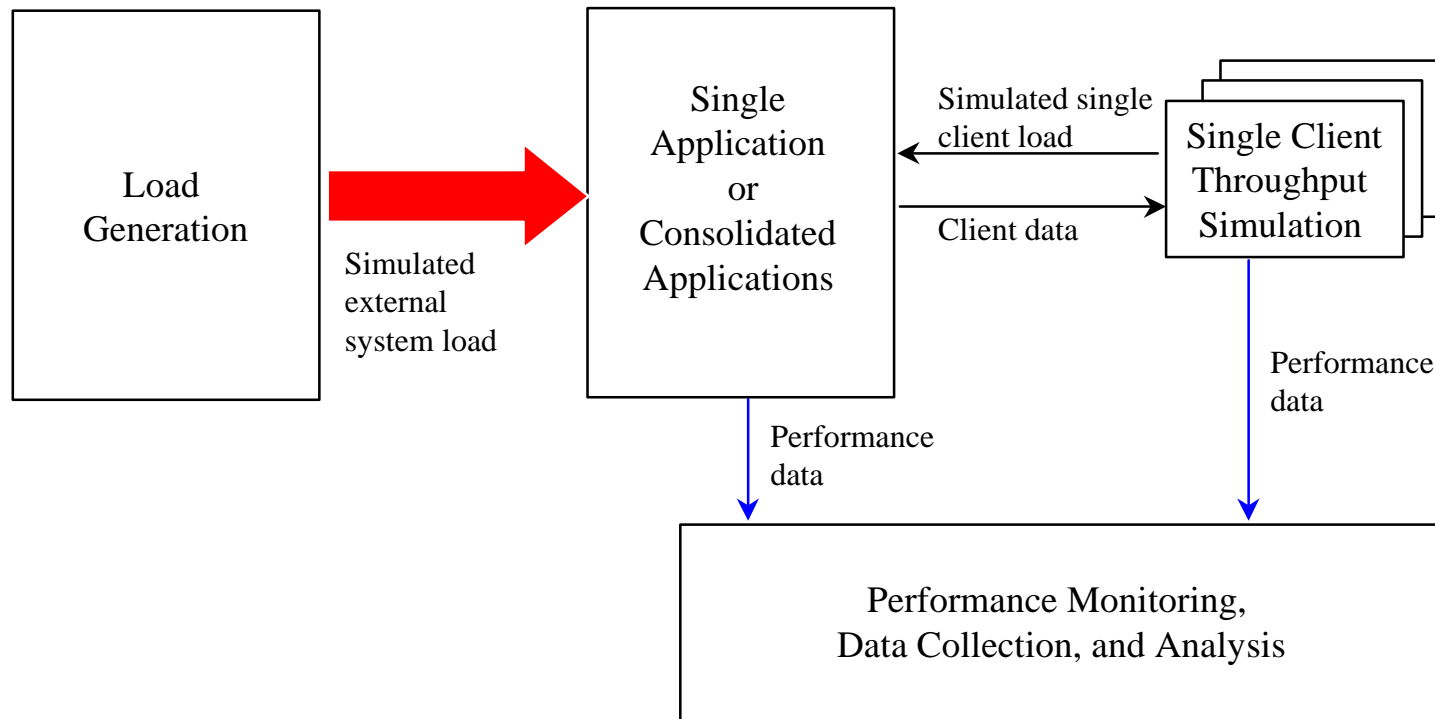 Load
Generation
Simulated
external
system load
Single
Application
or
Consolidated
Applications
Simulated single
client load
Client data
Single Client
Throughput
Simulation
Performance
data
Performance
data
Performance Monitoring,
Data Collection, and Analysis